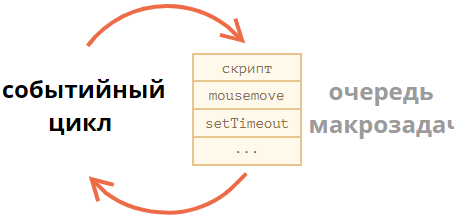 событийный
цикл
скрипт
mousemove
setTimeout
...
очередь
макрозадач